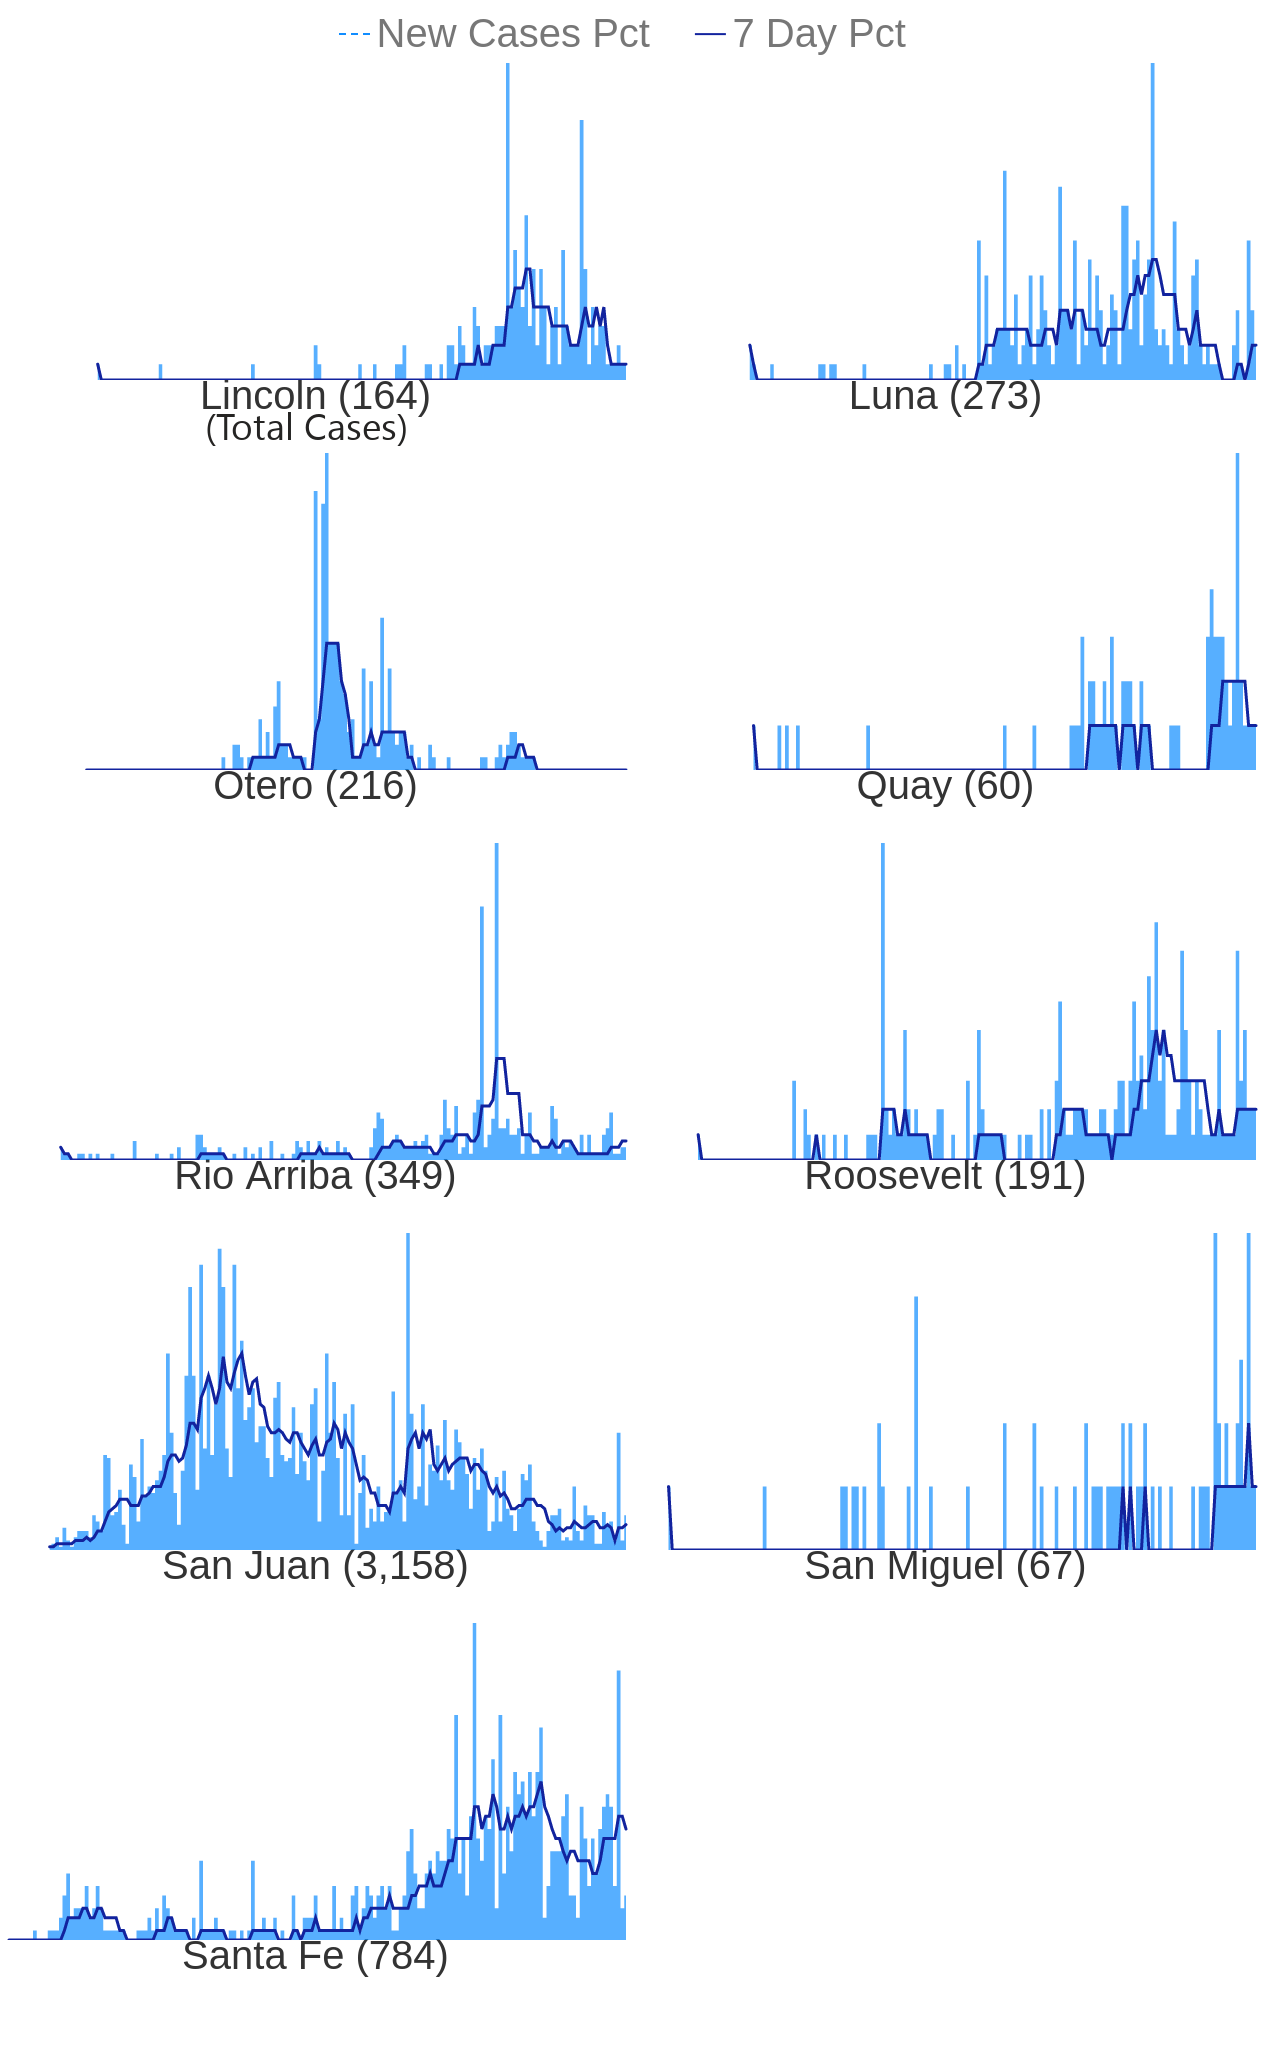 New Cases Pct 7 Day Pct
Lincoln (164) Luna (273)
(Total Cases)
Otero (216) Quay (60)
Rio Arriba (349) Roosevelt (191)
San Juan (3,158) San Miguel (67)
Santa Fe (784)